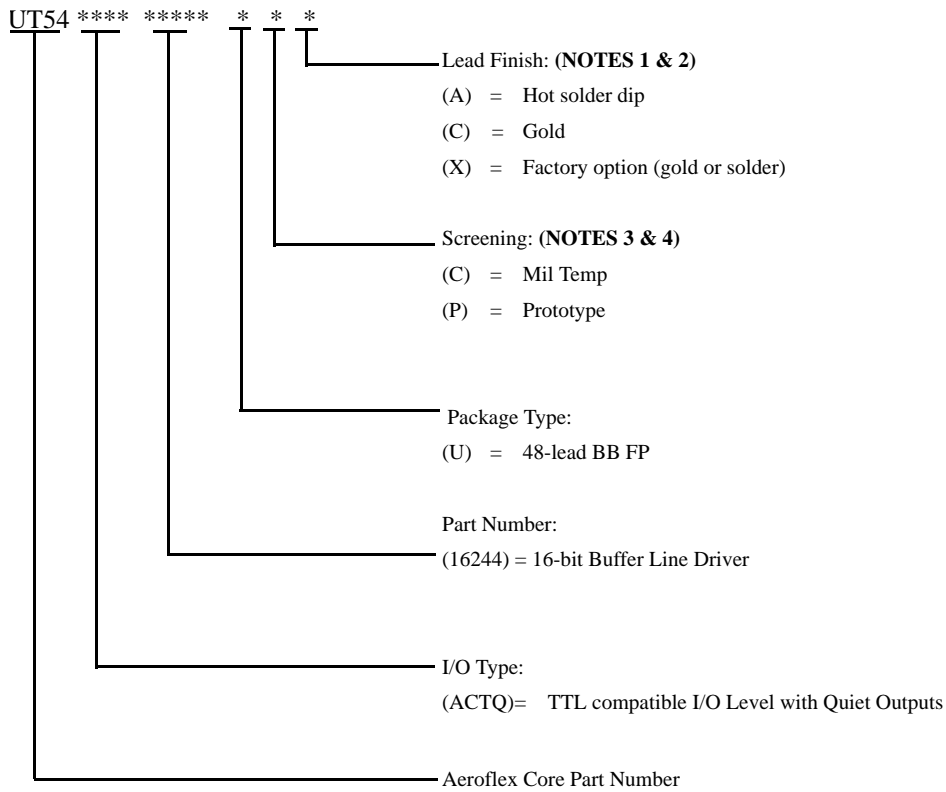 UT54 **** ***** * * *
Lead Finish: (NOTES 1 & 2)
(A) = Hot solder dip
(C) = Gold
(X) = Factory option (gold or solder)
Screening: (NOTES 3 & 4)
(C) = Mil Temp
(P) = Prototype
Package Type:
(U) = 48-lead BB FP
Part Number:
(16244) = 16-bit Buffer Line Driver
I/O Type:
(ACTQ)= TTL compatible I/O Level with Quiet Outputs
Aeroflex Core Part Number